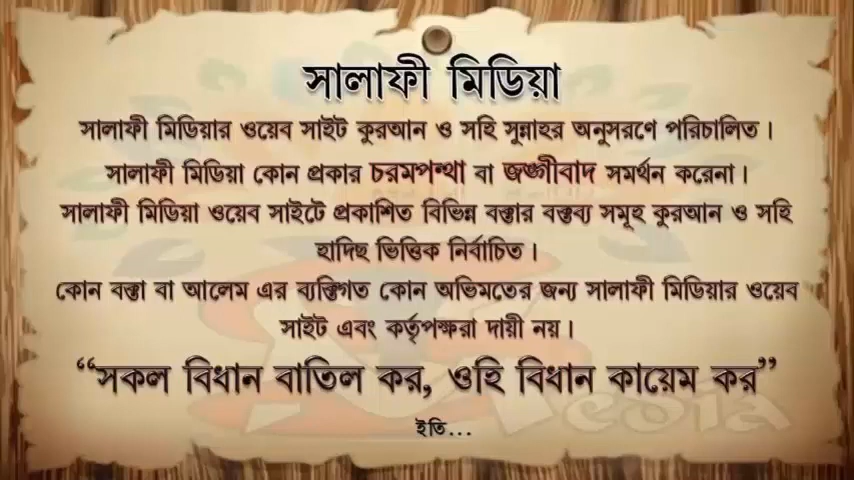 সালাফী মিডিয়া
সালাফী মিডিয়ার ওয়েব সাইট কুরআন ও সহি সুন্নাহর অনুসরণে পরিচালিত।
সালাফী মিডিয়া কোন প্রকার চরমপন্থা বা জঙ্গীবাদ সমর্থন করেনা।
সালাফী মিডিয়া ওয়েব সাইটে প্রকাশিত বিভিন্ন বক্তার বক্তব্য সমূহ কুরআন ও সহি
হাদিছ ভিত্তিক নির্বাচিত।
কোন বক্তা বা আলেম এর ব্যক্তিগত কোন অভিমতের জন্য সালাফী মিডিয়ার ওয়েব
সাইট এবং কর্তৃপক্ষরা দায়ী নয়।
“সকল বিধান বাতিল কর, ওহি বিধান কায়েম কর”
ইতি...